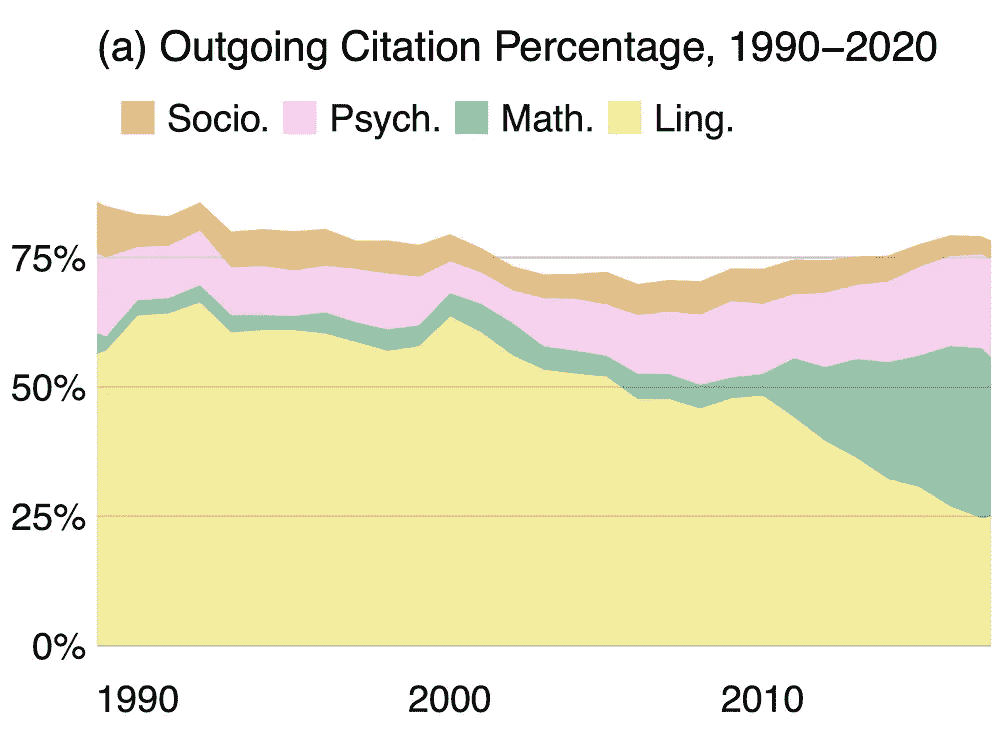 (a) Outgoing Citation Percentage, 1990–2020
Socio. Psych. Math. Ling.
75%
50%
25%
0%
1990 2000 2010